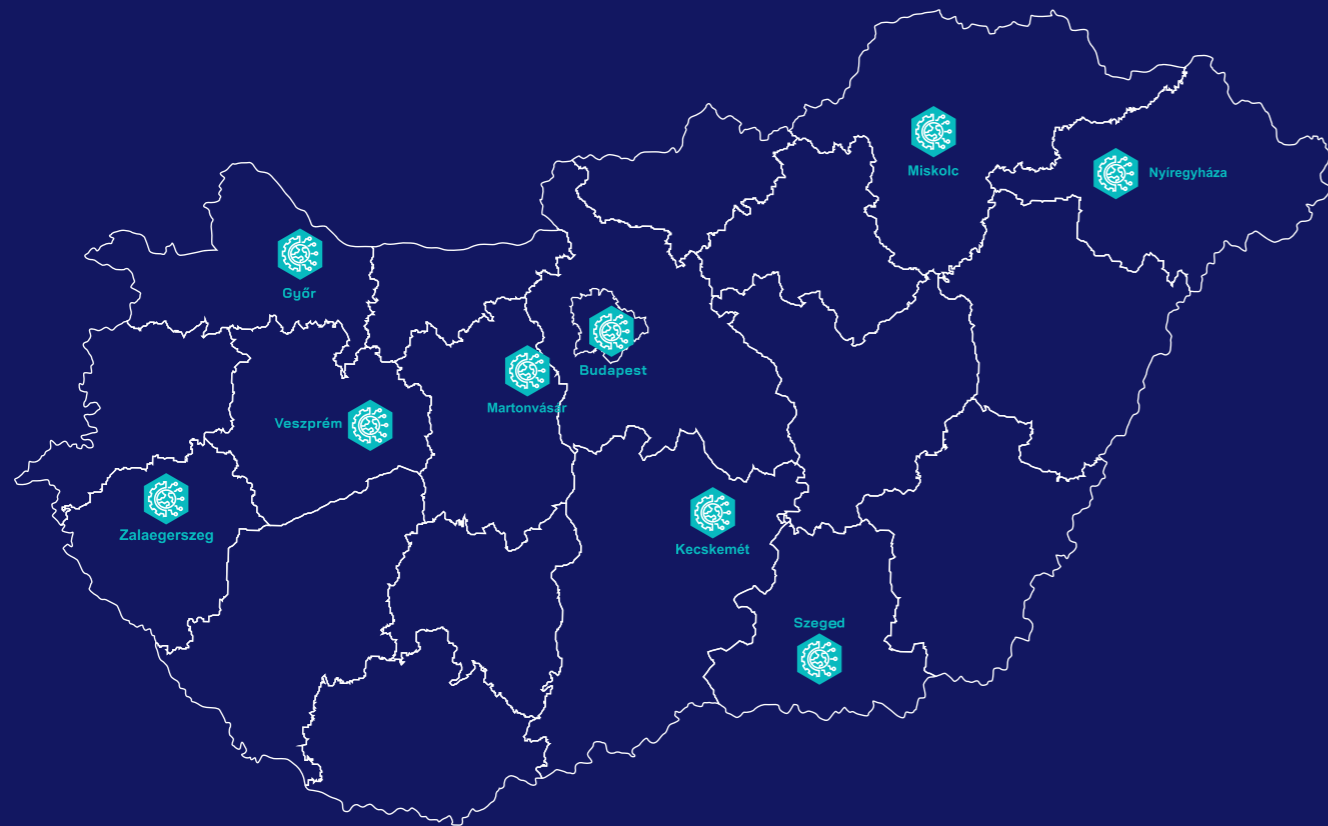 Miskolc
Nyíregyháza
Győr
Budapest
Martonvásár
Veszprém
Zalaegerszeg
Kecskemét
Szeged